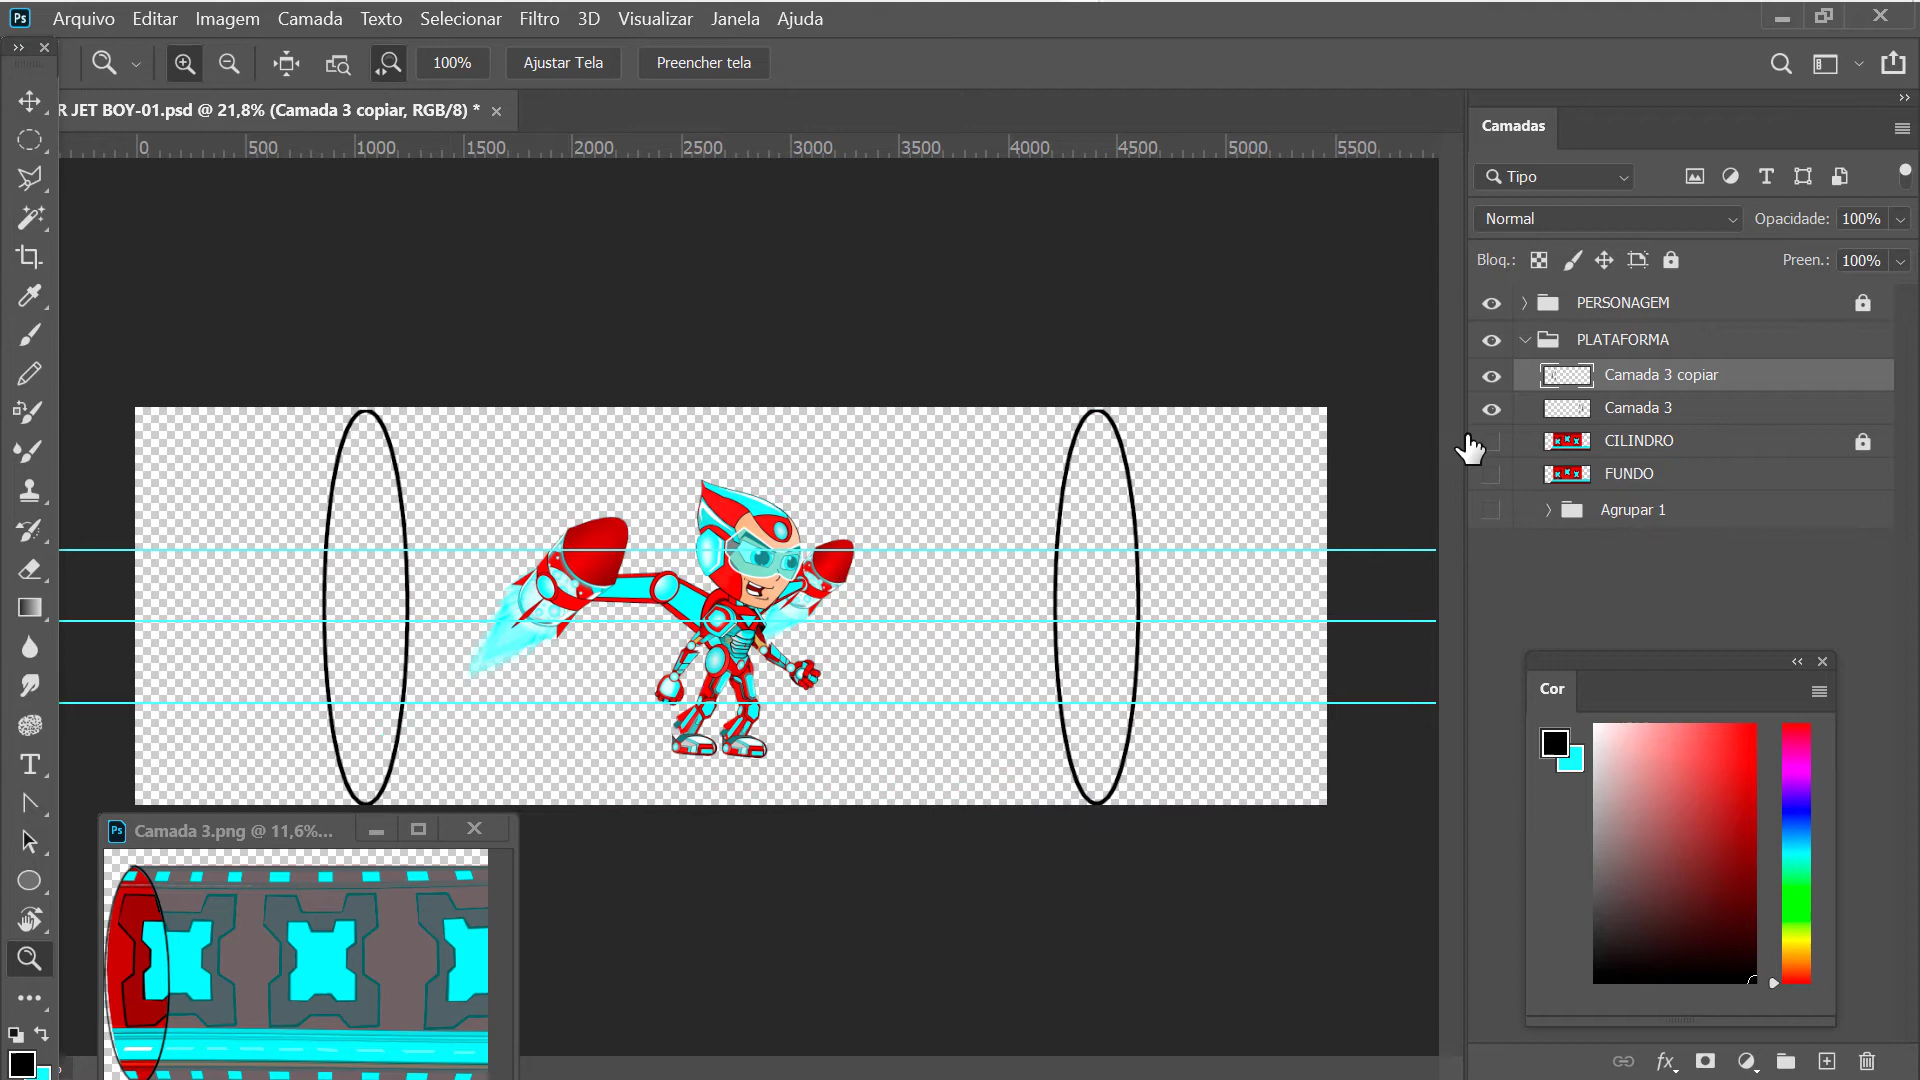 Ps Arquivo Editar Imagem Camada Texto Selecionar Filtro 3D Visualizar Janela Ajuda
100% Ajustar Tela Preencher tela
R JET BOY-01.psd @ 21,8% (Camada 3 copiar, RGB/8) *
0 500 1000 1500 2000 2500 3000 3500 4000 4500 5000 5500
Camadas
Tipo
Normal Opacidade: 100%
Bloq.: Preen.: 100%
PERSONAGEM
PLATAFORMA
Camada 3 copiar
Camada 3
CILINDRO
FUNDO
Agrupar 1
Cor
Ps Camada 3.png @ 11,6%...
fx